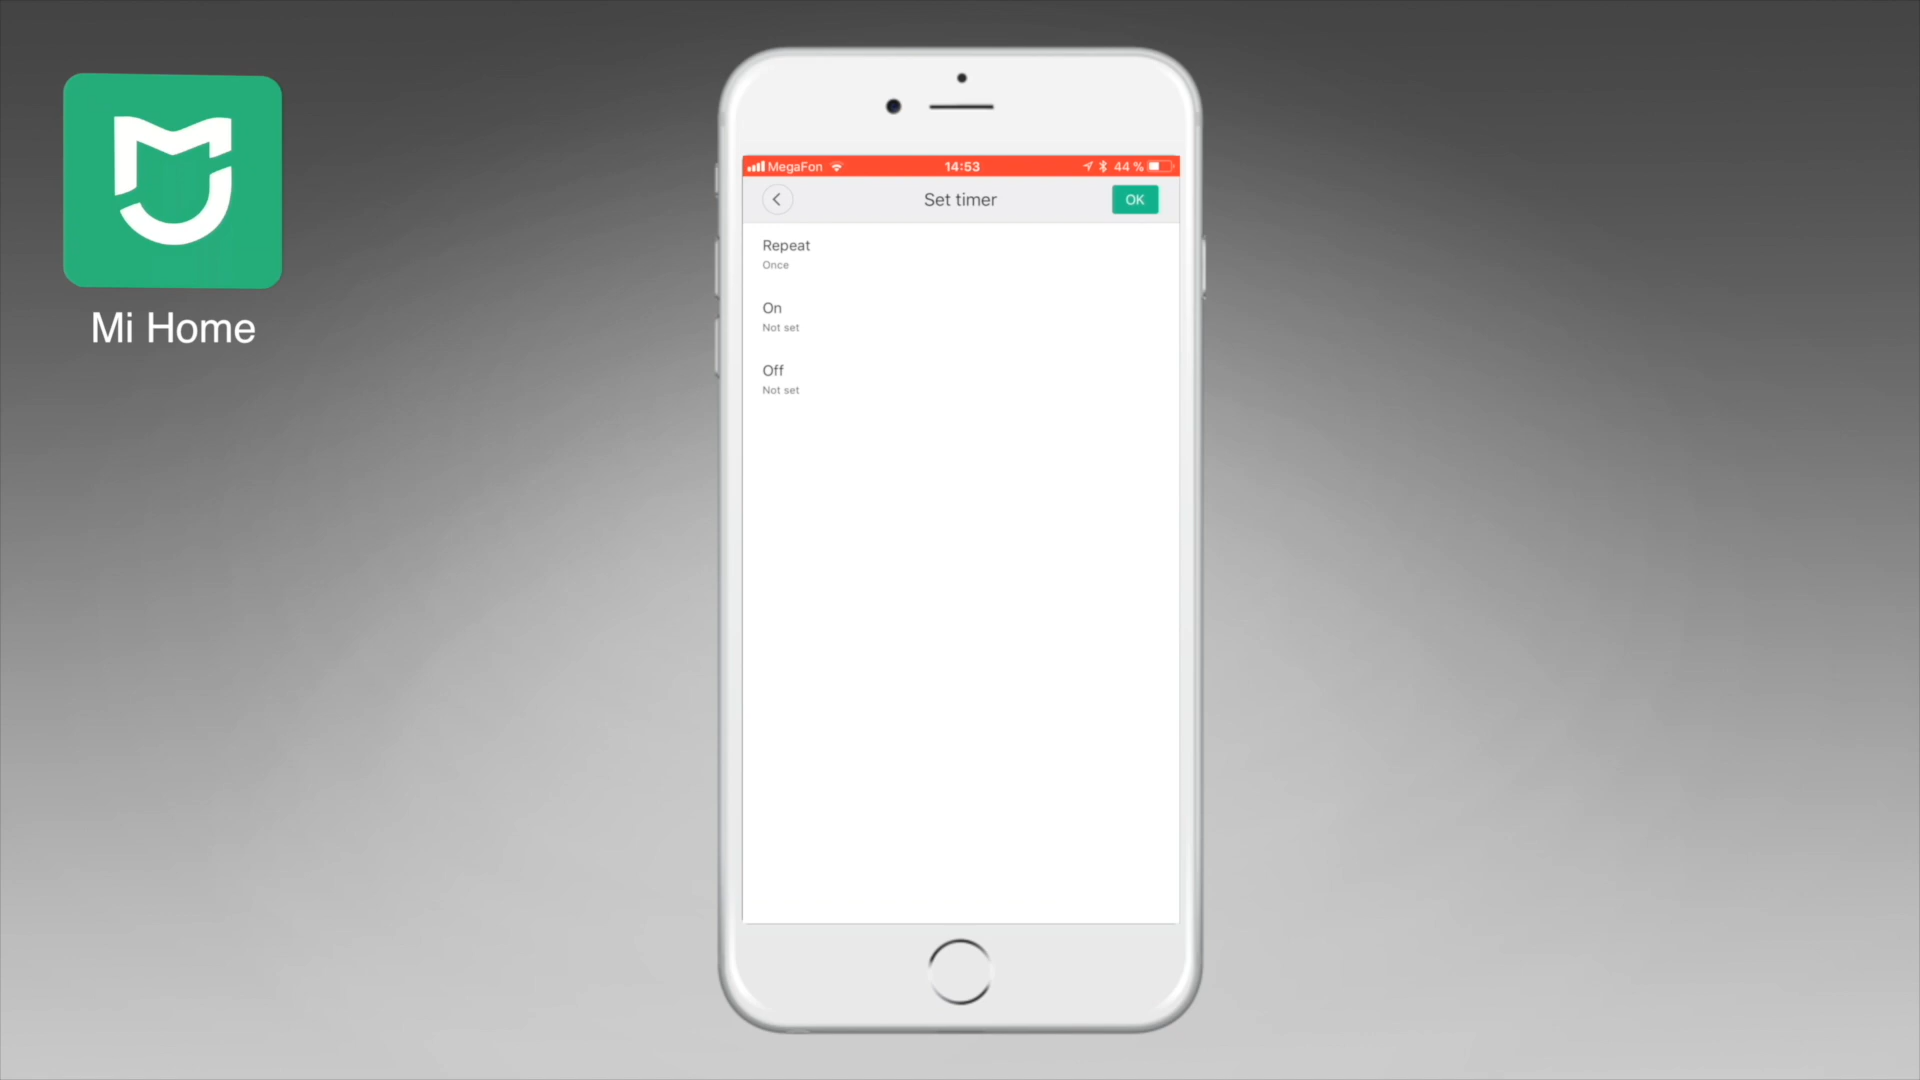 MegaFon 14:53 44 %
Set timer OK
Repeat
Once
On
Not set
Off
Not set
Mi Home